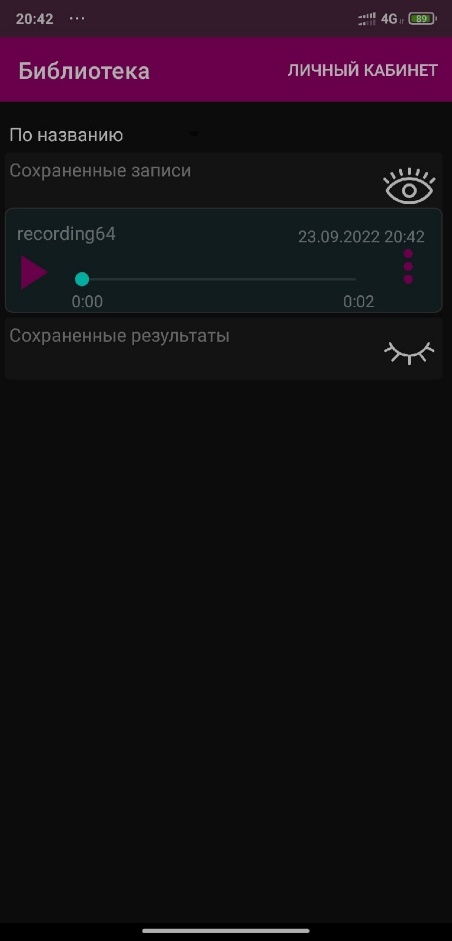 20:42 ... 4G 89
Библиотека ЛИЧНЫЙ КАБИНЕТ
По названию
Сохраненные записи
recording64 23.09.2022 20:42
0:00 0:02
Сохраненные результаты